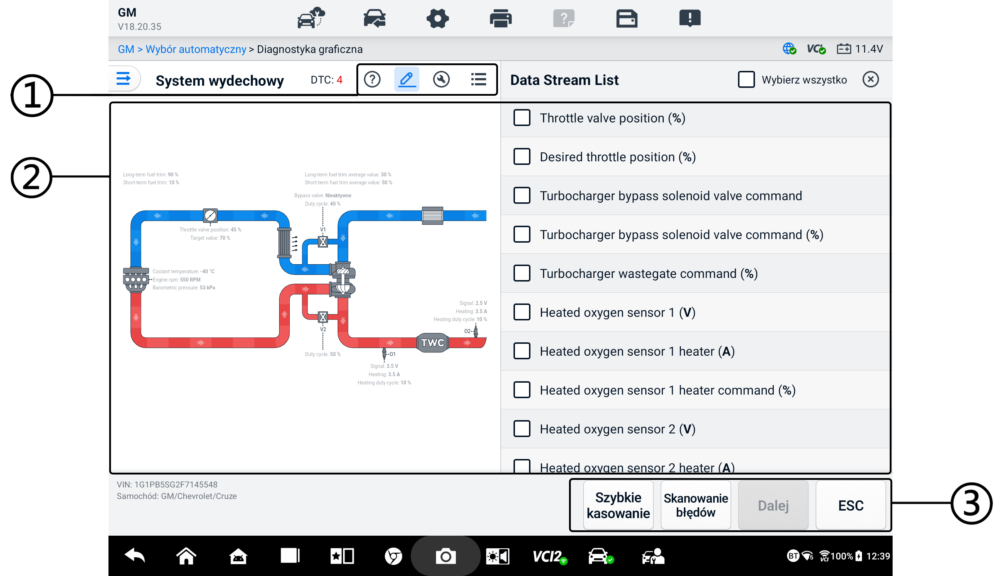 GM
V18.20.35
?
!
GM > Wybór automatyczny > Diagnostyka graficzna
VCI
11.4V
System wydechowy
DTC: 4
?
Data Stream List
Wybierz wszystko
1
2
Throttle valve position (%)
Desired throttle position (%)
Turbocharger bypass solenoid valve command
Turbocharger bypass solenoid valve command (%)
Turbocharger wastegate command (%)
Heated oxygen sensor 1 (V)
Heated oxygen sensor 1 heater (A)
Heated oxygen sensor 1 heater command (%)
Heated oxygen sensor 2 (V)
Heated oxygen sensor 2 heater (A)
Long-term fuel trim: 90 %
Short-term fuel trim: 10 %
Long-term fuel trim average value: 30 %
Short-term fuel trim average value: 50 %
Bypass valve: Nieaktywne
Duty cycle: 40 %
Throttle valve position: 45 %
Target value: 70 %
V1
Coolant temperature: -40 °C
Engine rpm: 550 RPM
Barometric pressure: 53 kPa
Signal: 2.5 V
Heating: 3.5 A
Heating duty cycle: 10 %
V2
O2
TWC
Duty cycle: 50 %
O1
Signal: 3.5 V
Heating: 3.5 A
Heating duty cycle: 10 %
VIN: 1G1PB5SG2F7145548
Samochód: GM/Chevrolet/Cruze
Szybkie
kasowanie
Skanowanie
błędów
Dalej
ESC
3
VCI2
BT
5
VCI
100%
12:39